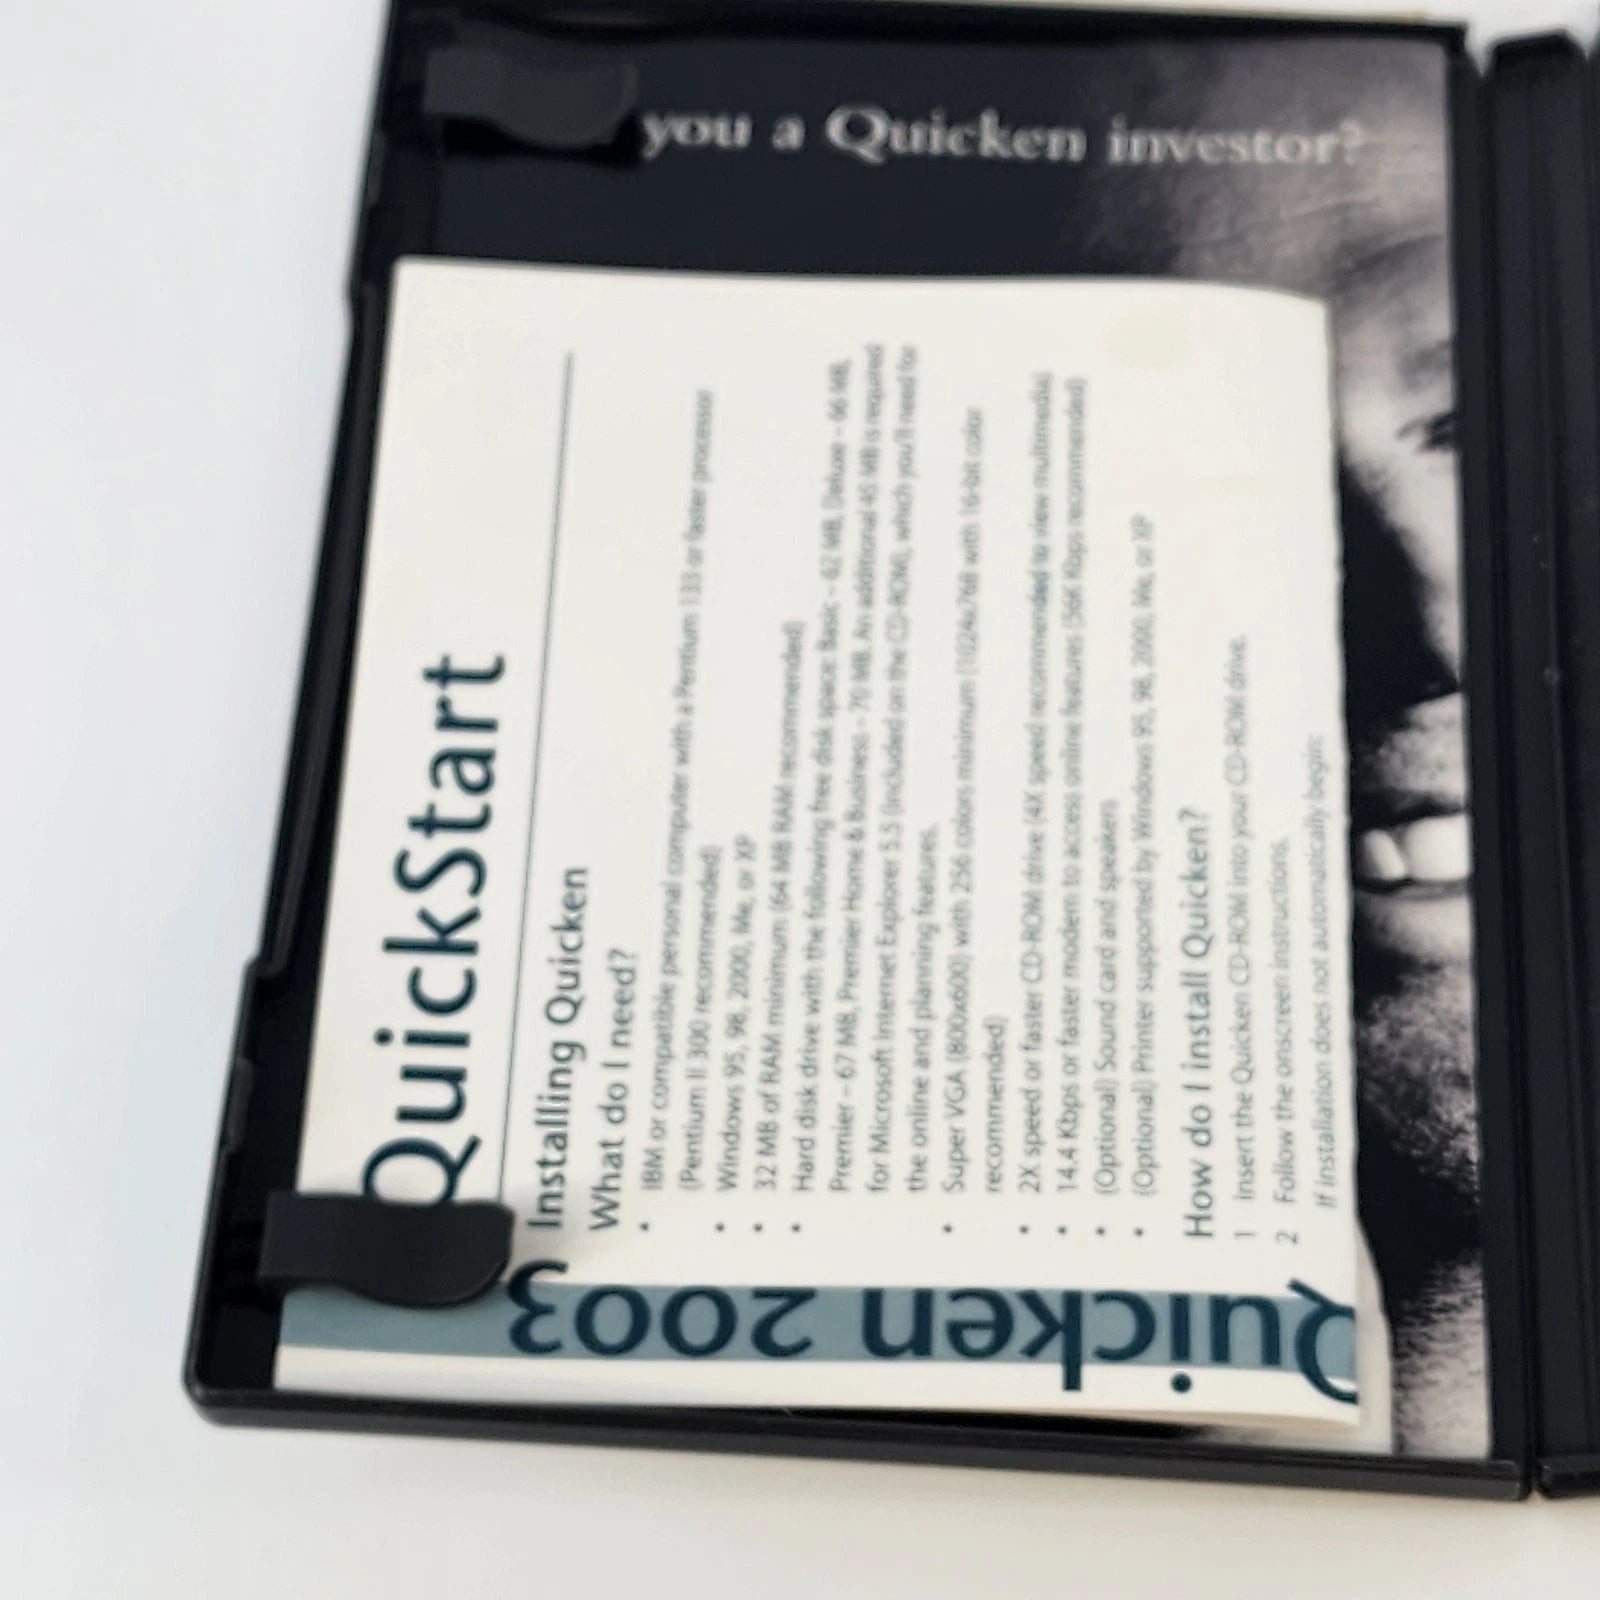 you a Quicken investor?
QuickStart
Installing Quicken
What do I need?
• IBM or compatible personal computer with a Pentium 133 or faster processor
(Pentium II 300 recommended)
• Windows 95, 98, 2000, Me, or XP
• 32 MB of RAM minimum (64 MB RAM recommended)
• Hard disk drive with the following free disk space: Basic – 62 MB, Deluxe – 66 MB,
Premier – 67 MB, Premier Home & Business – 70 MB. An additional 45 MB is required
for Microsoft Internet Explorer 5.5 (included on the CD-ROM), which you'll need for
the online and planning features.
• Super VGA (800x600) with 256 colors minimum (1024x768 with 16-bit color
recommended)
• 2X speed or faster CD-ROM drive (4X speed recommended to view multimedia)
• 14.4 Kbps or faster modem to access online features (56K Kbps recommended)
• (Optional) Sound card and speakers
• (Optional) Printer supported by Windows 95, 98, 2000, Me, or XP
How do I install Quicken?
1 Insert the Quicken CD-ROM into your CD-ROM drive.
2 Follow the onscreen instructions.
If installation does not automatically begin:
Quicken 2003